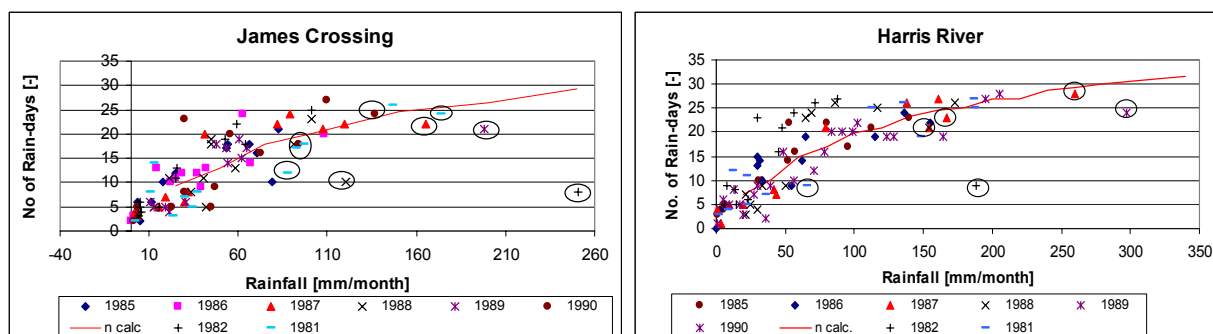 James Crossing
No of Rain-days [-]
35
30
25
20
15
10
5
0
-40 10 60 110 160 210 260
Rainfall [mm/month]
1985 1986 1987 1988 1989 1990
n calc 1982 1981
Harris River
No. of Rain-days [-]
35
30
25
20
15
10
5
0
0 50 100 150 200 250 300 350
Rainfall [mm/month]
1985 1986 1987 1988 1989
1990 n calc. 1982 1981